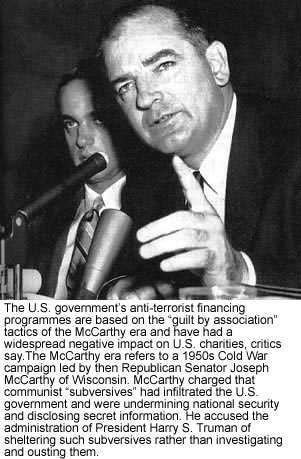 The U.S. government's anti-terrorist financing
programmes are based on the “guilt by association”
tactics of the McCarthy era and have had a
widespread negative impact on U.S. charities, critics
say.The McCarthy era refers to a 1950s Cold War
campaign led by then Republican Senator Joseph
McCarthy of Wisconsin. McCarthy charged that
communist “subversives” had infiltrated the U.S.
government and were undermining national security
and disclosing secret information. He accused the
administration of President Harry S. Truman of
sheltering such subversives rather than investigating
and ousting them.